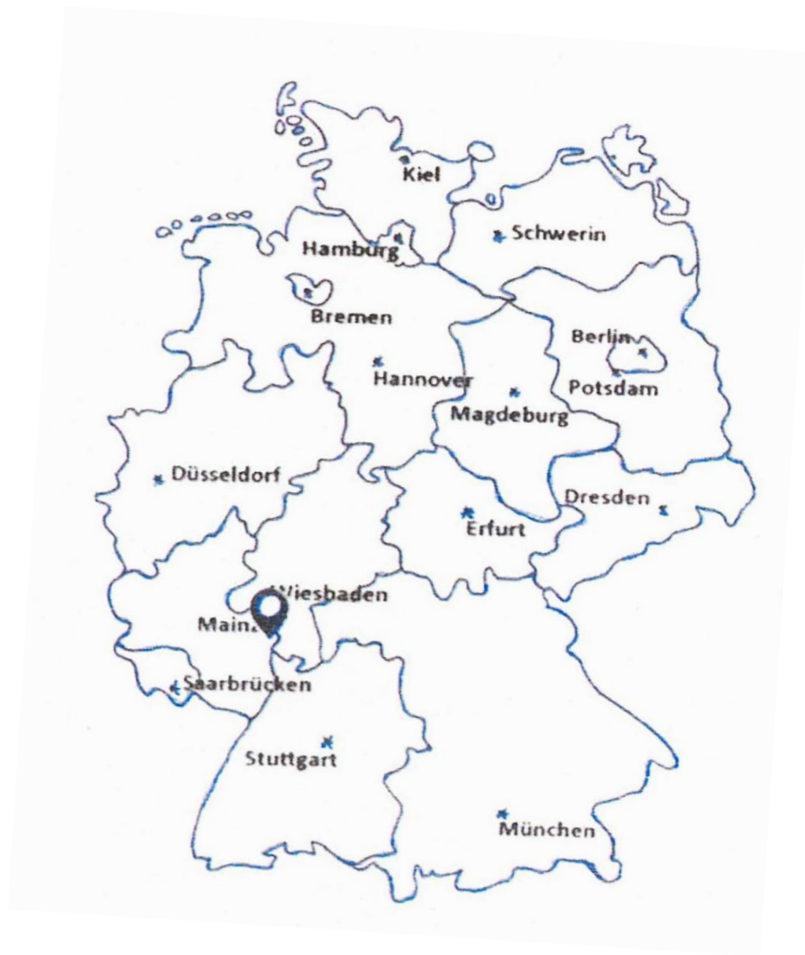 Kiel
Schwerin
Hamburg
Bremen
Berlin
Hannover
Potsdam
Magdeburg
Düsseldorf
Dresden
Erfurt
Wiesbaden
Mainz
Saarbrücken
Stuttgart
München